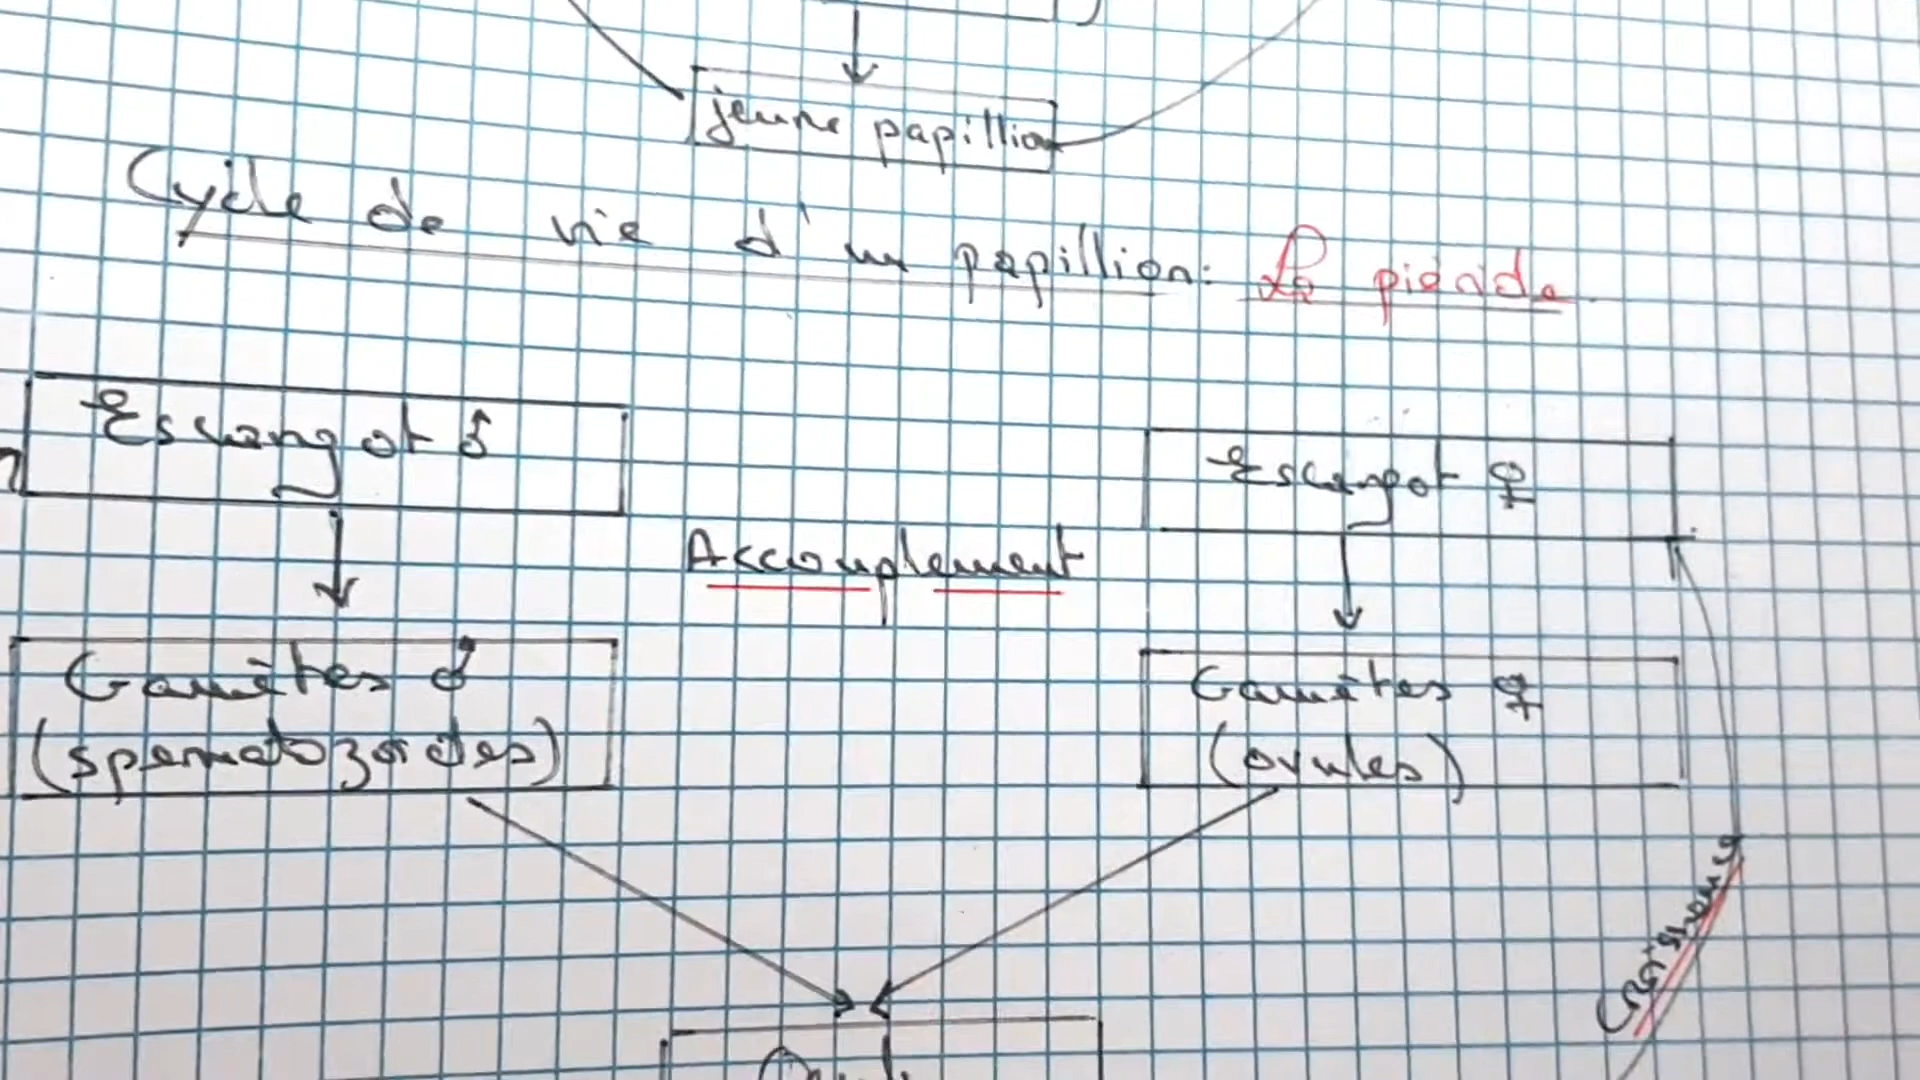 jeune papillion
Cycle de vie d'un papillion: La piéride.
Escargot ♂
Escargot ♀
Accouplement
Gamètes ♂
(spermatozoïdes)
Gamètes ♀
(ovules)
Croissance